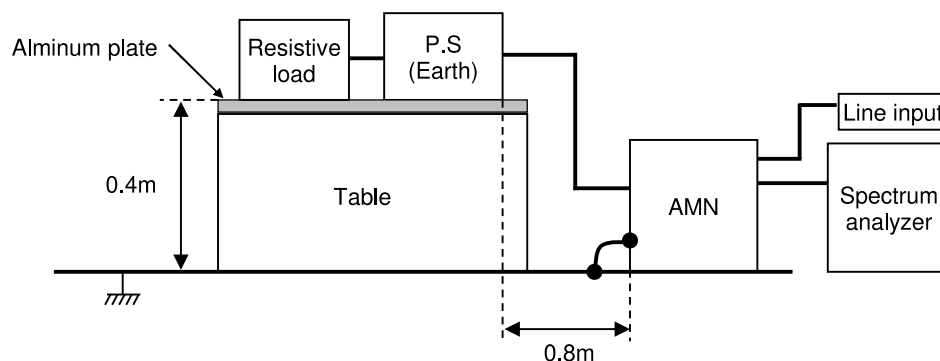 Alminum plate
Resistive
load
P.S
(Earth)
Line input
0.4m
Table
AMN
Spectrum
analyzer
0.8m